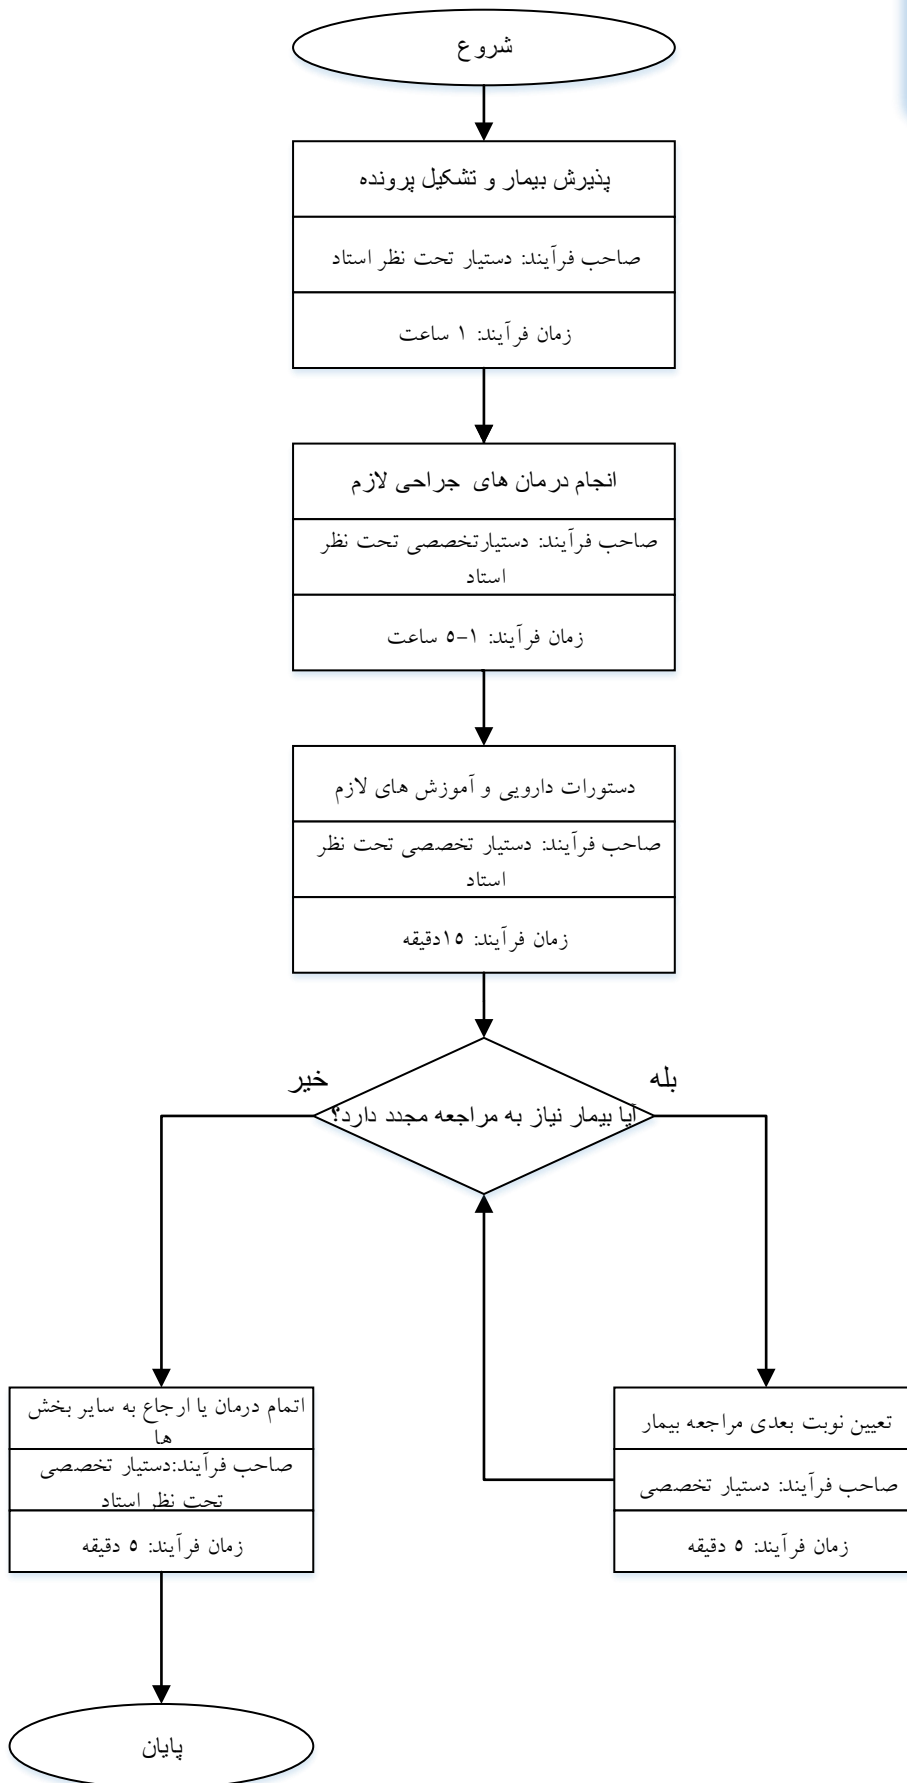 شروع
پذیرش بیمار و تشکیل پرونده
صاحب فرآیند: دستیار تحت نظر استاد
زمان فرآیند: ۱ ساعت
انجام درمان های جراحی لازم
صاحب فرآیند: دستیارتخصصی تحت نظر
استاد
زمان فرآیند: ۱-۵ ساعت
دستورات دارویی و آموزش های لازم
صاحب فرآیند: دستیار تخصصی تحت نظر
استاد
زمان فرآیند: ۱۵دقیقه
بله
خیر
آیا بیمار نیاز به مراجعه مجدد دارد؟
تعیین نوبت بعدی مراجعه بیمار
صاحب فرآیند: دستیار تخصصی
زمان فرآیند: ۵ دقیقه
اتمام درمان یا ارجاع به سایر بخش
ها
صاحب فرآیند:دستیار تخصصی
تحت نظر استاد
زمان فرآیند: ۵ دقیقه
پایان